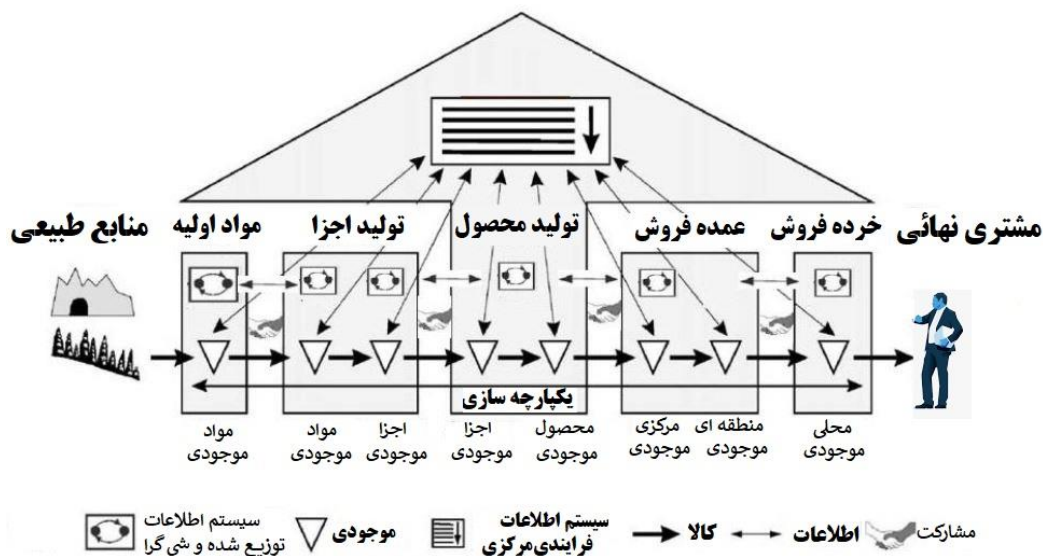 منابع طبیعی
مواد اولیه
تولید اجزا
تولید محصول
عمده فروش
خرده فروش
مشتری نهائی
یکپارچه سازی
مواد
موجودی
مواد
موجودی
اجزا
موجودی
اجزا
موجودی
محصول
موجودی
مرکزی
موجودی
منطقه ای
موجودی
محلی
موجودی
سیستم اطلاعات
توزیع شده و شی گرا
موجودی
سیستم اطلاعات
فرایندی مرکزی
کالا
اطلاعات
مشارکت